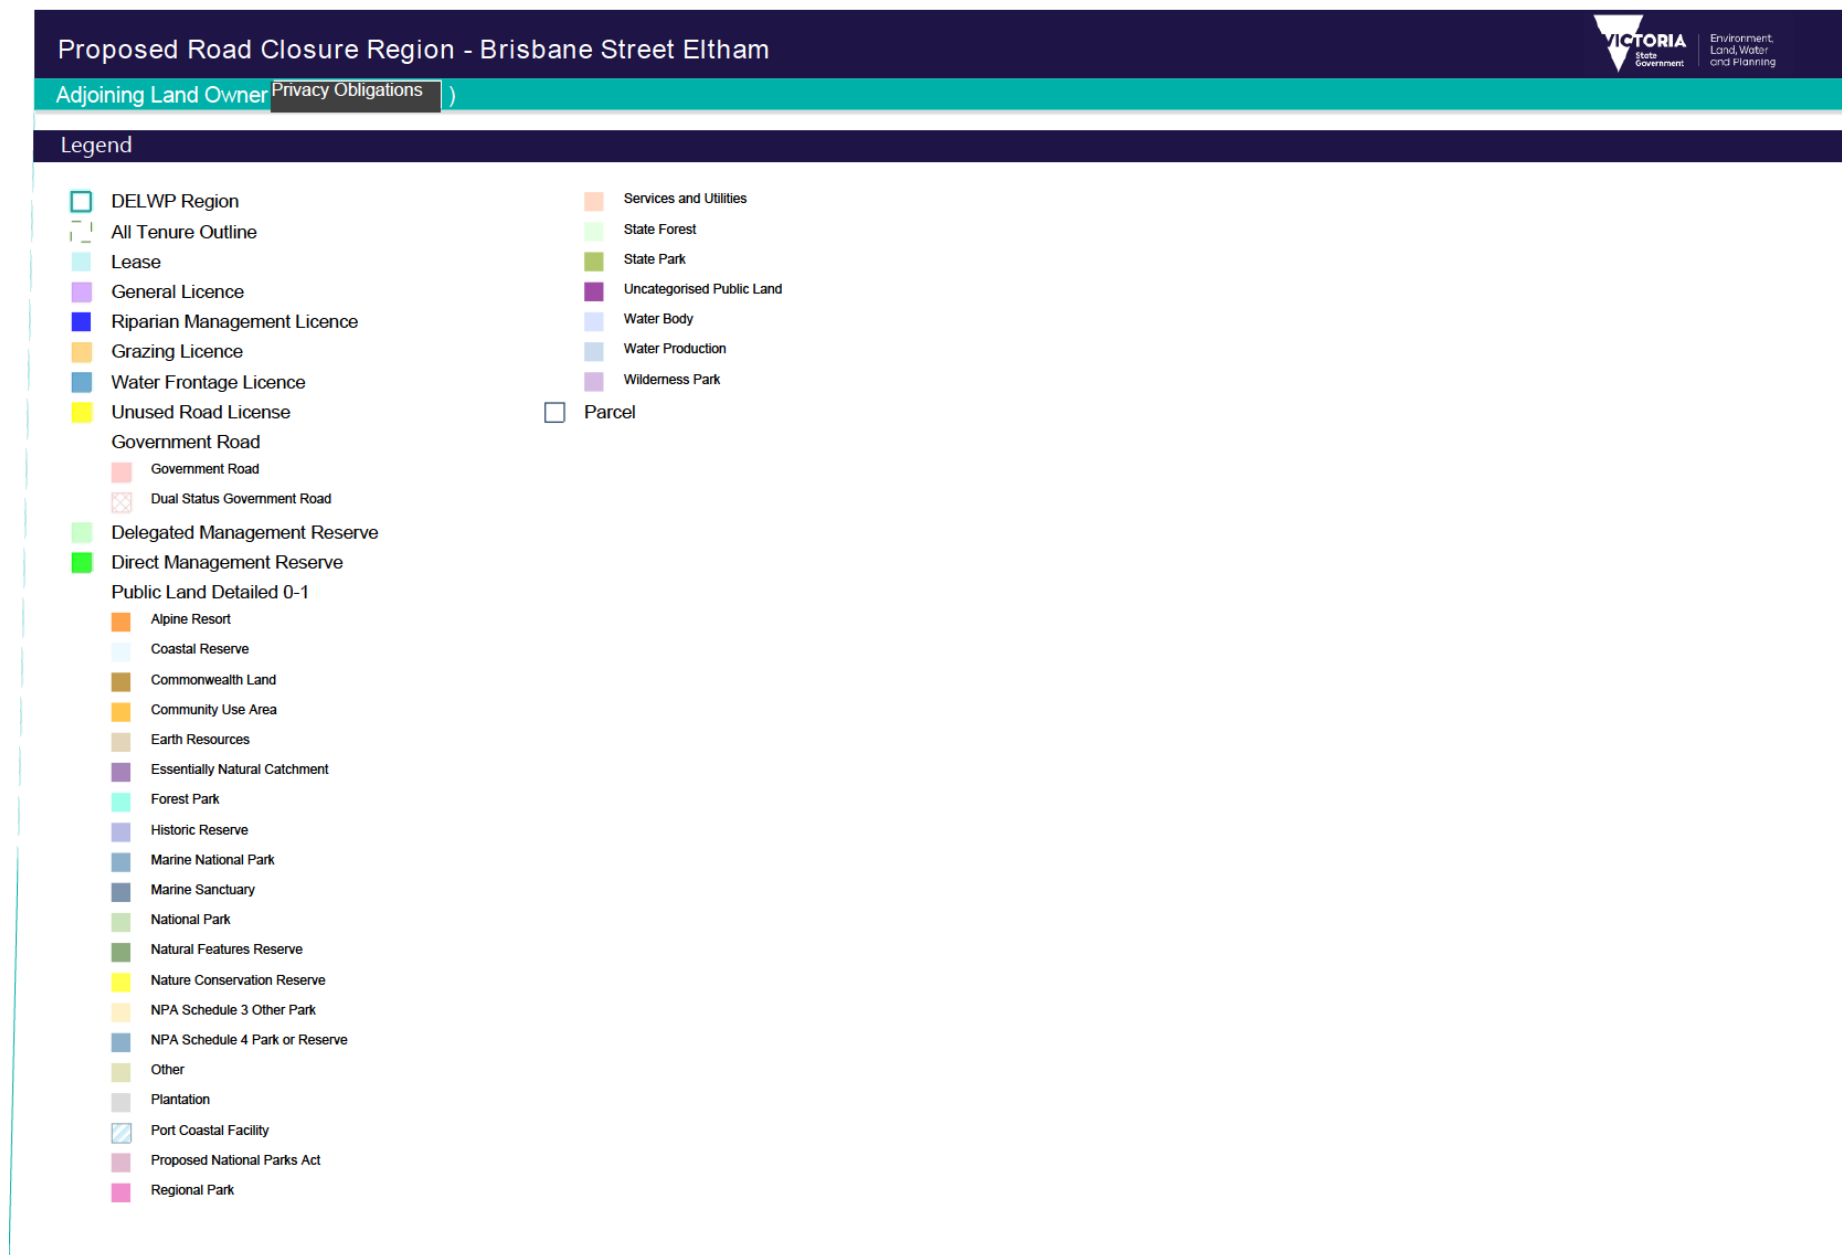 Proposed Road Closure Region - Brisbane Street Eltham
VICTORIA
State
Government
Environment,
Land, Water
and Planning
Adjoining Land Owner Privacy Obligations )
Legend
DELWP Region
All Tenure Outline
Lease
General Licence
Riparian Management Licence
Grazing Licence
Water Frontage Licence
Unused Road License
Government Road
Government Road
Dual Status Government Road
Delegated Management Reserve
Direct Management Reserve
Public Land Detailed 0-1
Alpine Resort
Coastal Reserve
Commonwealth Land
Community Use Area
Earth Resources
Essentially Natural Catchment
Forest Park
Historic Reserve
Marine National Park
Marine Sanctuary
National Park
Natural Features Reserve
Nature Conservation Reserve
NPA Schedule 3 Other Park
NPA Schedule 4 Park or Reserve
Other
Plantation
Port Coastal Facility
Proposed National Parks Act
Regional Park
Services and Utilities
State Forest
State Park
Uncategorised Public Land
Water Body
Water Production
Wilderness Park
Parcel